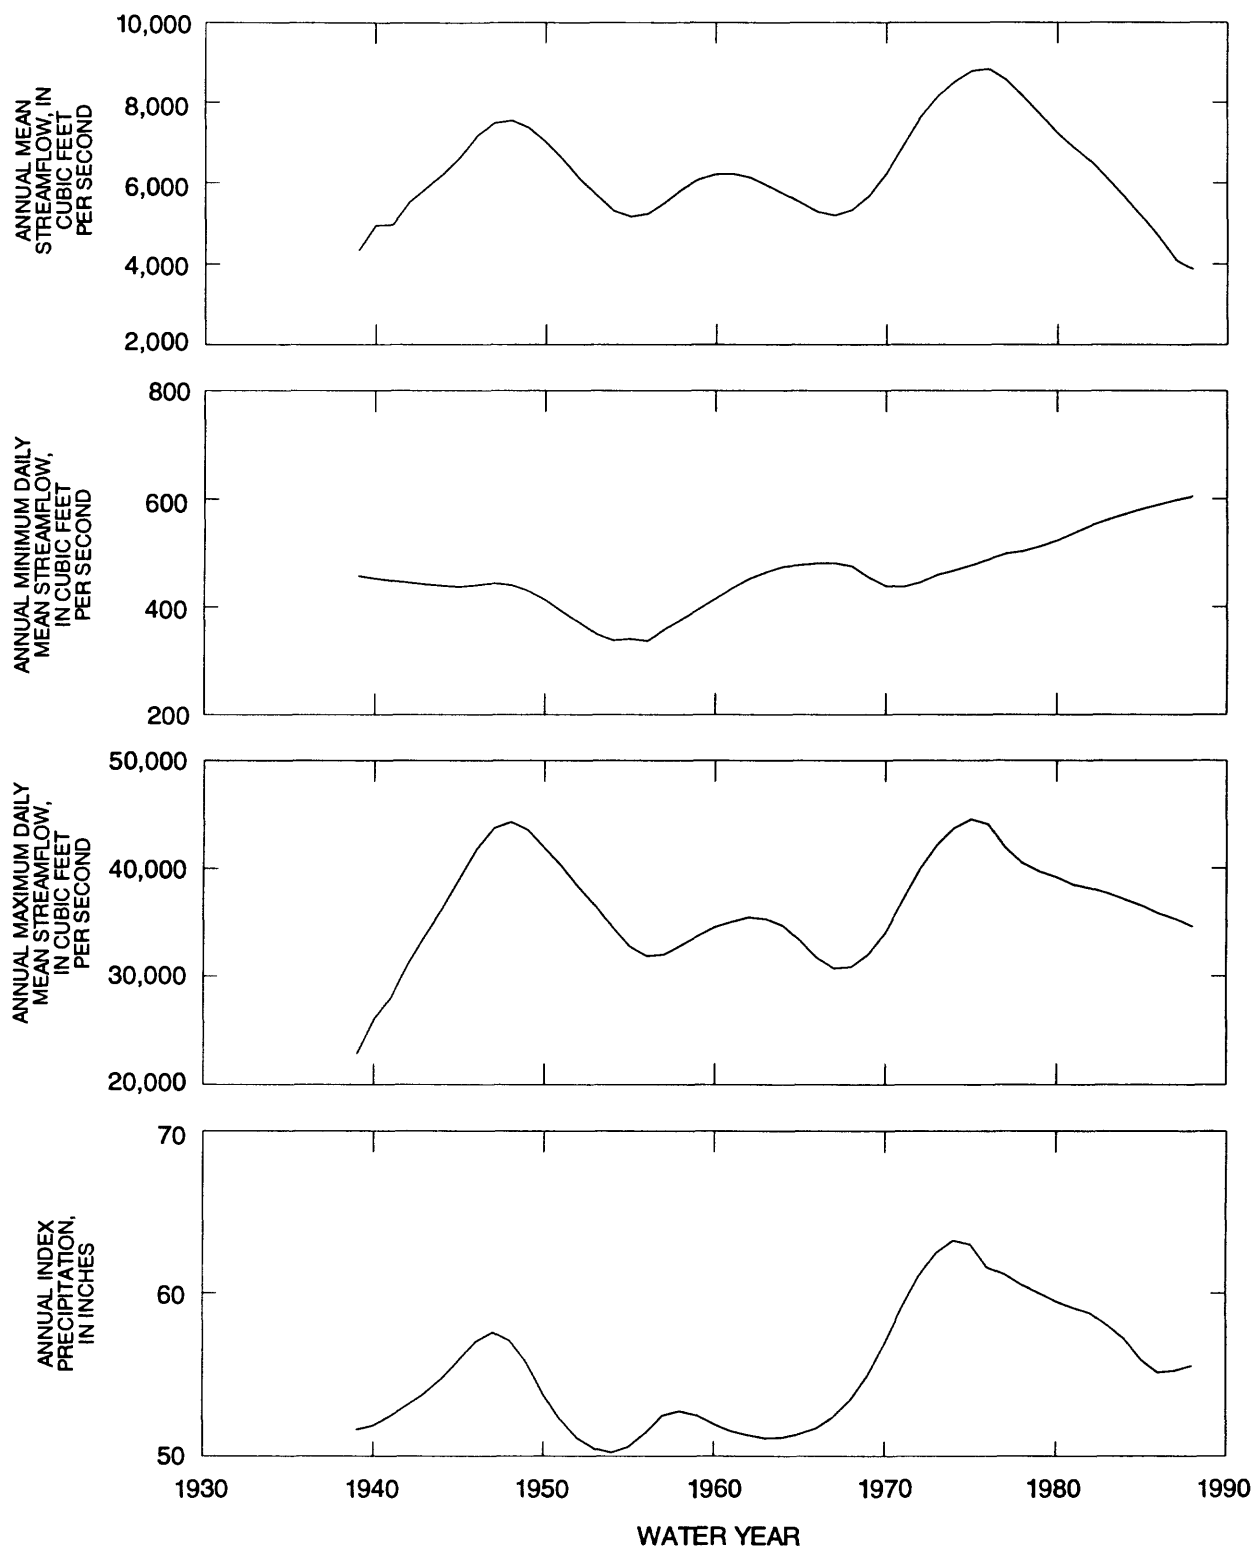 ANNUAL MEAN
STREAMFLOW, IN
CUBIC FEET
PER SECOND
10,000
8,000
6,000
4,000
2,000
ANNUAL MINIMUM DAILY
MEAN STREAMFLOW,
IN CUBIC FEET
PER SECOND
800
600
400
200
ANNUAL MAXIMUM DAILY
MEAN STREAMFLOW,
IN CUBIC FEET
PER SECOND
50,000
40,000
30,000
20,000
ANNUAL INDEX
PRECIPITATION,
IN INCHES
70
60
50
1930 1940 1950 1960 1970 1980 1990
WATER YEAR